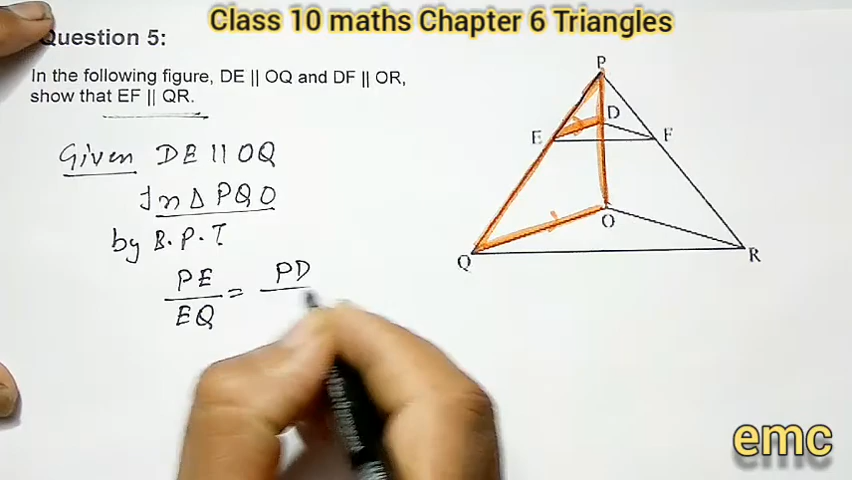 Class 10 maths Chapter 6 Triangles
Question 5:
In the following figure, DE || OQ and DF || OR,
show that EF || QR.
Given DE || OQ
In Δ PQO
by B.P.T
PE = PD
EQ
P
D
E
F
O
Q
R
emc